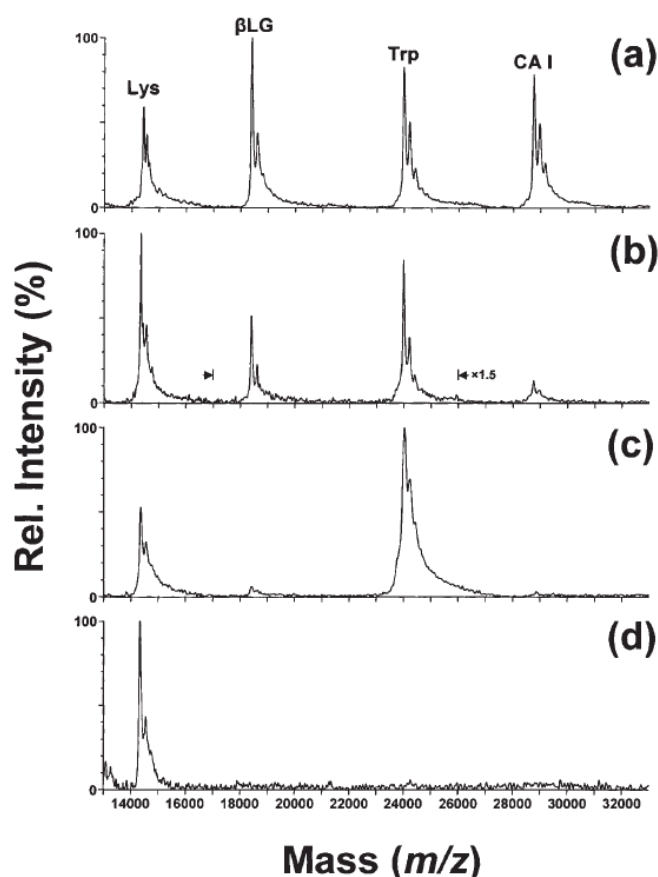 βLG
Trp
CA I
(a)
Lys
100
0
(b)
100
×1.5
0
(c)
100
0
(d)
100
0
14000 16000 18000 20000 22000 24000 26000 28000 30000 32000
Rel. Intensity (%)
Mass (m/z)